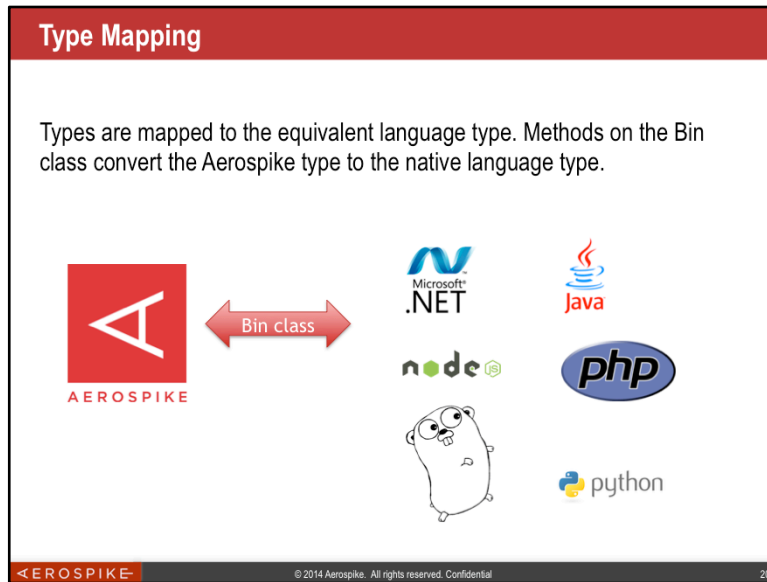 Type Mapping
Types are mapped to the equivalent language type. Methods on the Bin
class convert the Aerospike type to the native language type.
AEROSPIKE
Bin class
Microsoft®
.NET
Java
node JS
php
python
AEROSPIKE
© 2014 Aerospike. All rights reserved. Confidential